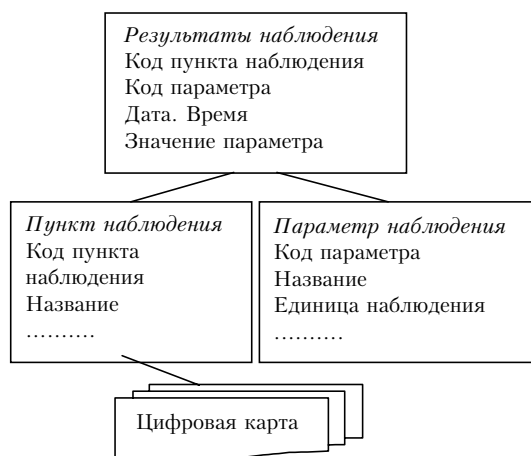 Результаты наблюдения
Код пункта наблюдения
Код параметра
Дата. Время
Значение параметра
Пункт наблюдения
Код пункта
наблюдения
Название
..........
Параметр наблюдения
Код параметра
Название
Единица наблюдения
..........
Цифровая карта